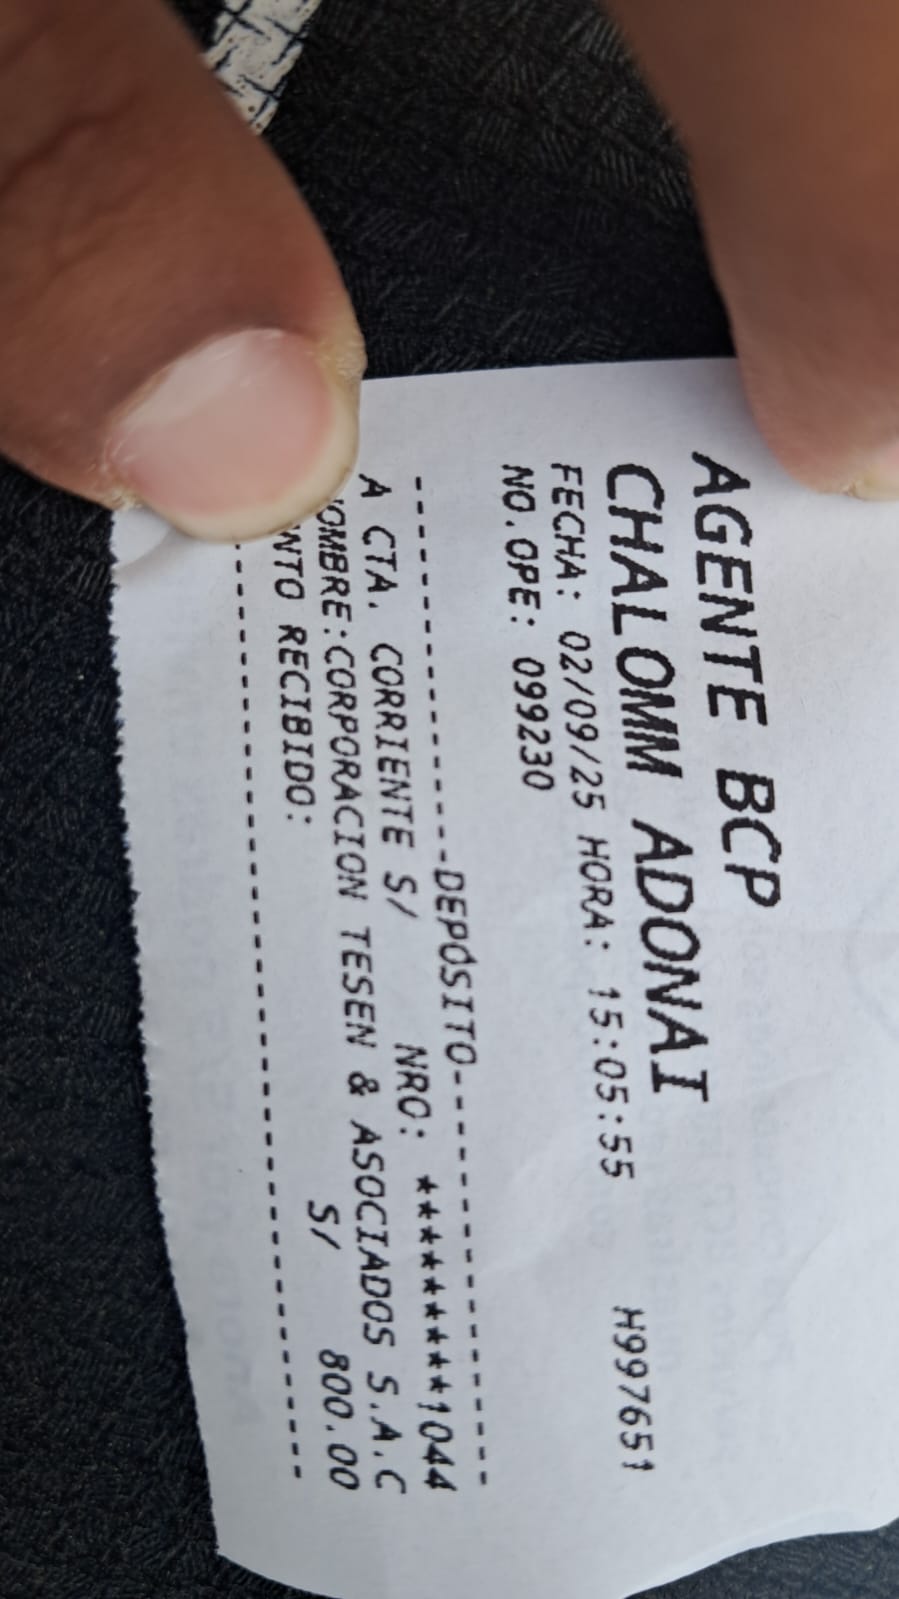 AGENTE BCP
CHALOMM ADONAI
FECHA: 02/09/25 HORA: 15:05:55 H997651
NO.OPE: 099230
--------------------DEPOSITO--------------------
A CTA. CORRIENTE S/ NRO: *********1044
OMBRE:CORPORACION TESEN & ASOCIADOS S.A.C
NTO RECIBIDO: S/ 800.00
------------------------------------------------